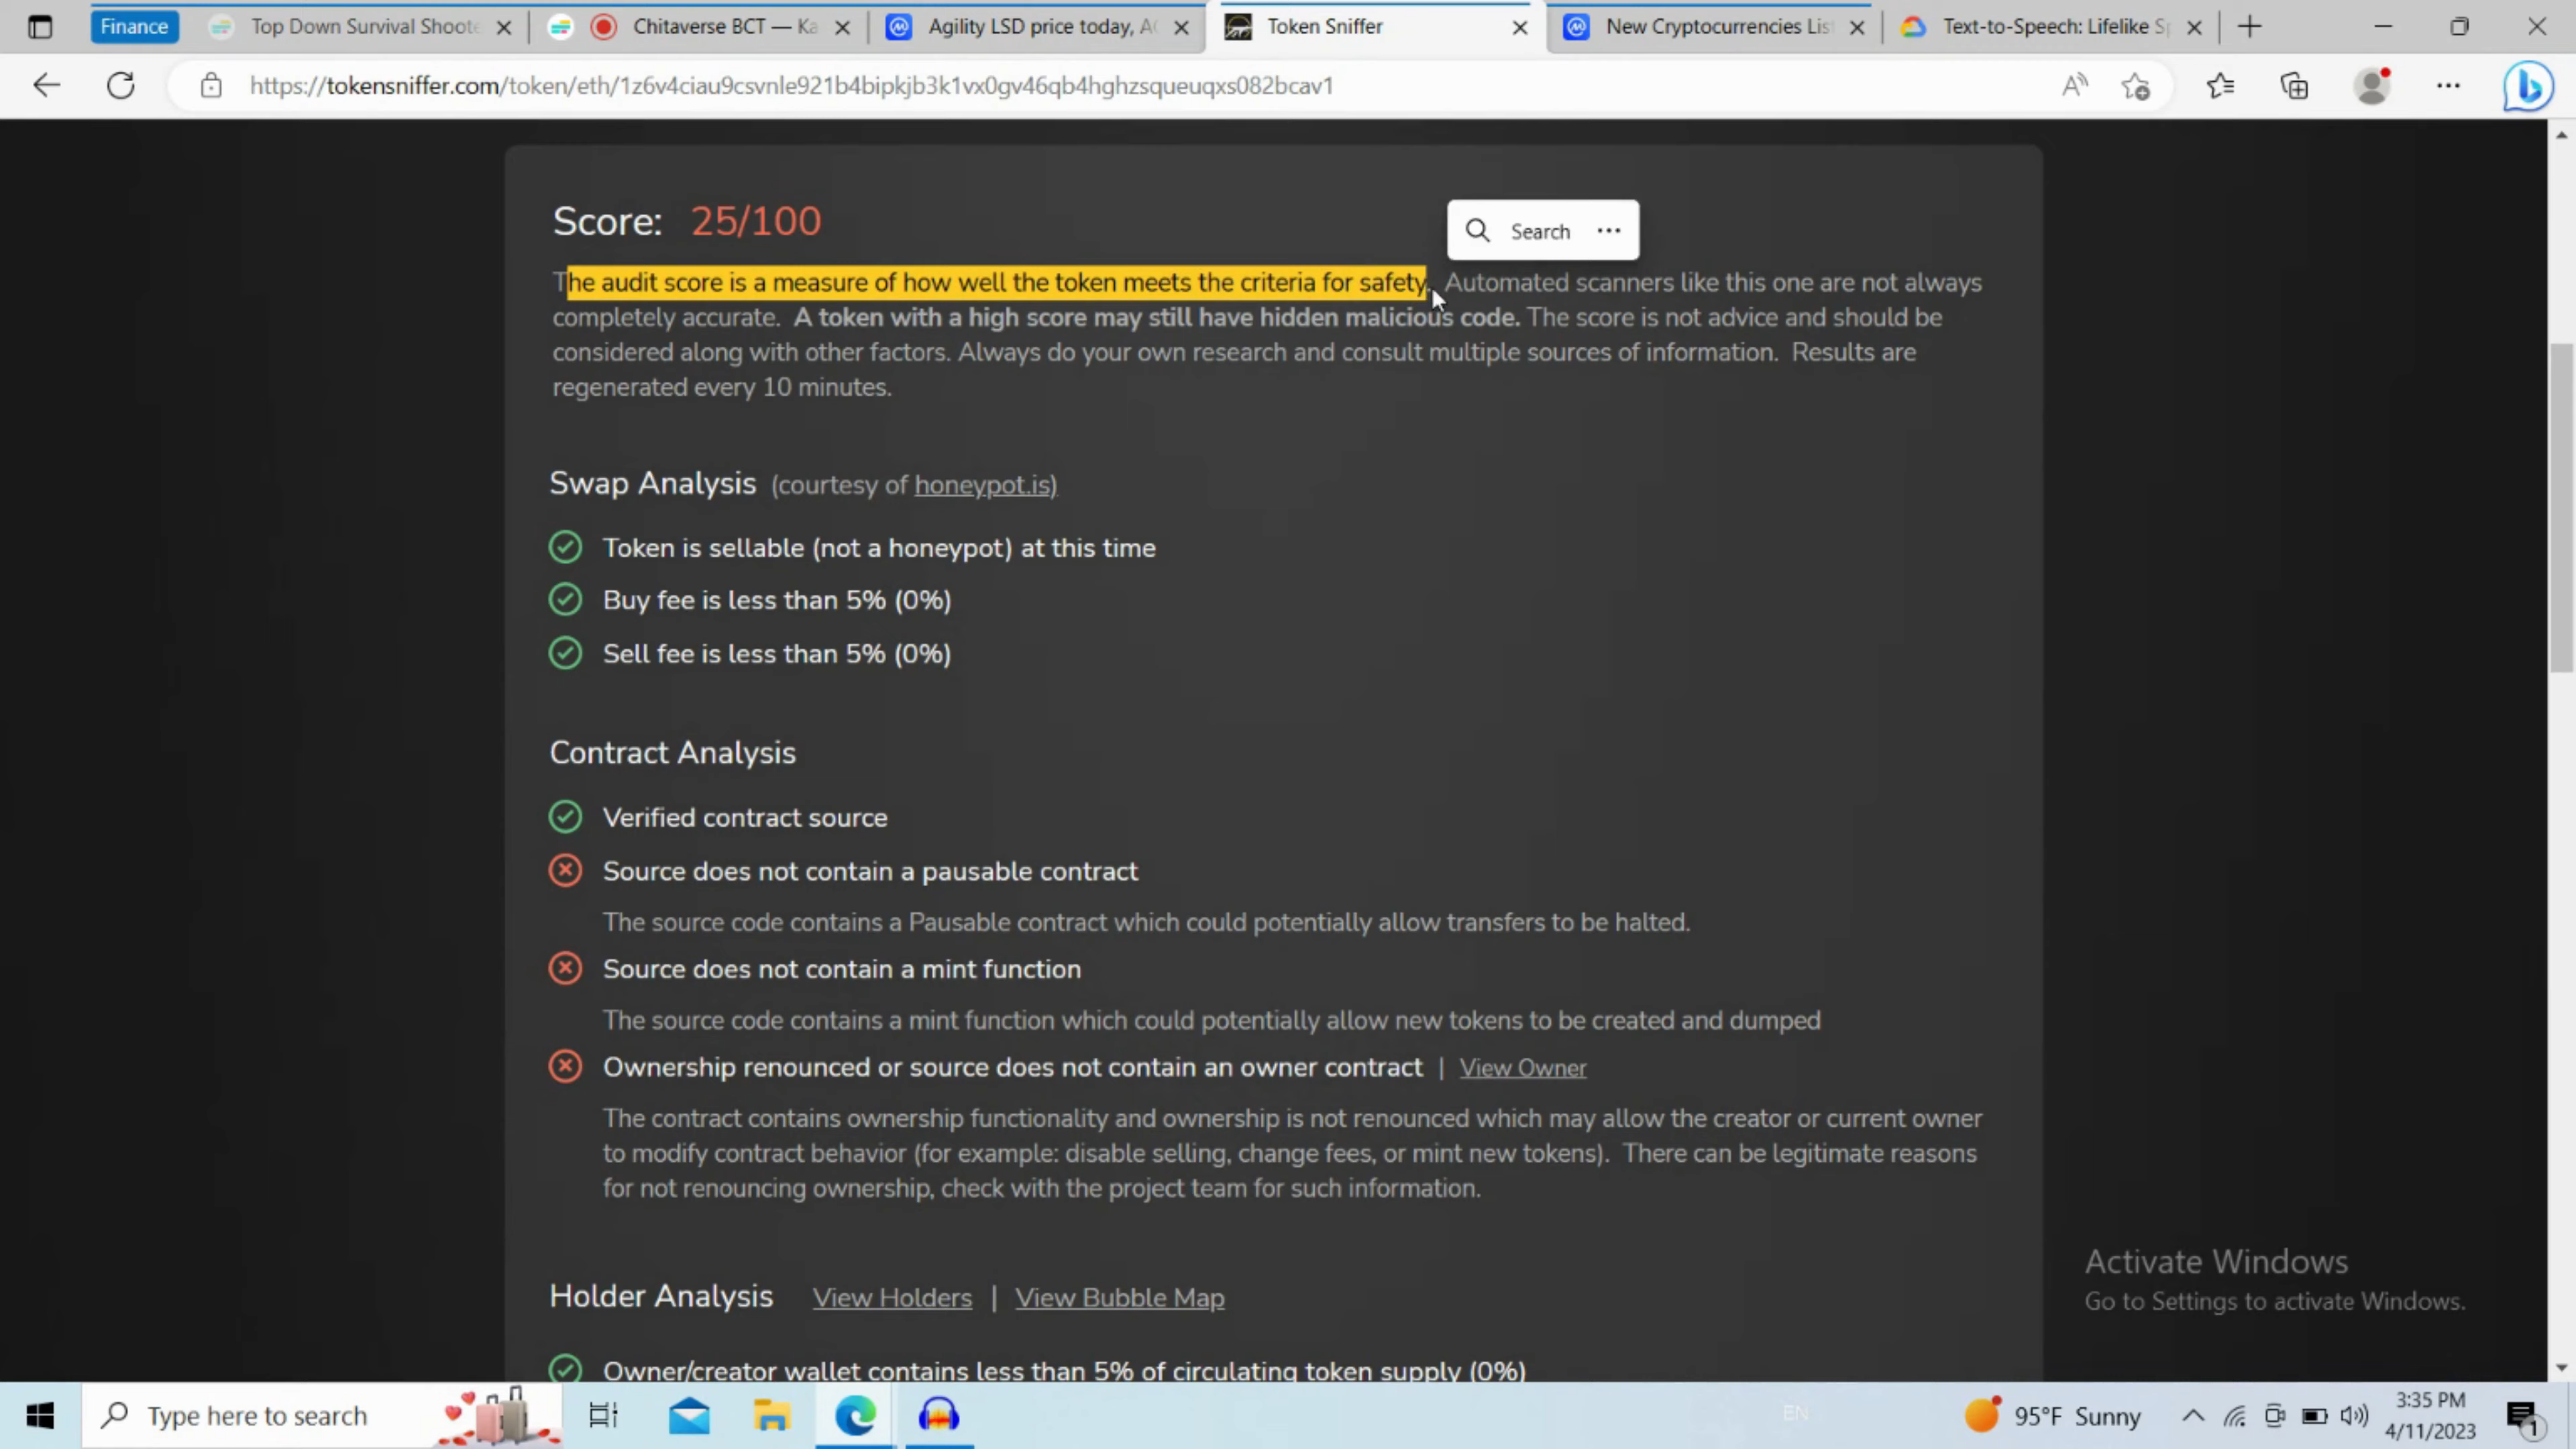 Finance
Top Down Survival Shoote
Chitaverse BCT — Ka
Agility LSD price today, AG
Token Sniffer
New Cryptocurrencies List
Text-to-Speech: Lifelike Sp
https://tokensniffer.com/token/eth/1z6v4ciau9csvnle921b4bipkjb3k1vx0gv46qb4hghzsqueuqxs082bcav1
Score: 25/100
Search
The audit score is a measure of how well the token meets the criteria for safety. Automated scanners like this one are not always
completely accurate. A token with a high score may still have hidden malicious code. The score is not advice and should be
considered along with other factors. Always do your own research and consult multiple sources of information. Results are
regenerated every 10 minutes.
Swap Analysis (courtesy of honeypot.is)
Token is sellable (not a honeypot) at this time
Buy fee is less than 5% (0%)
Sell fee is less than 5% (0%)
Contract Analysis
Verified contract source
Source does not contain a pausable contract
The source code contains a Pausable contract which could potentially allow transfers to be halted.
Source does not contain a mint function
The source code contains a mint function which could potentially allow new tokens to be created and dumped
Ownership renounced or source does not contain an owner contract | View Owner
The contract contains ownership functionality and ownership is not renounced which may allow the creator or current owner
to modify contract behavior (for example: disable selling, change fees, or mint new tokens). There can be legitimate reasons
for not renouncing ownership, check with the project team for such information.
Holder Analysis View Holders | View Bubble Map
Owner/creator wallet contains less than 5% of circulating token supply (0%)
Activate Windows
Go to Settings to activate Windows.
Type here to search
EN
95°F Sunny
3:35 PM
4/11/2023
1